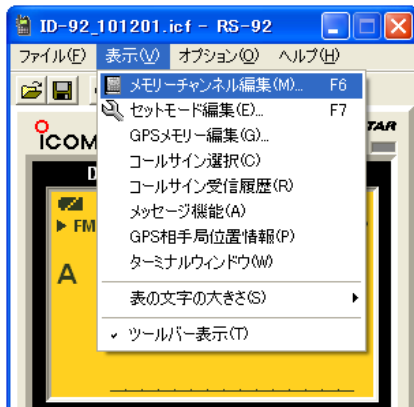 ID-92_101201.icf - RS-92
ファイル(F) 表示(V) オプション(O) ヘルプ(H)
メモリーチャンネル編集(M)... F6
セットモード編集(E)... F7
GPSメモリー編集(G)...
コールサイン選択(C)
コールサイン受信履歴(R)
メッセージ機能(A)
GPS相手局位置情報(P)
ターミナルウィンドウ(W)
表の文字の大きさ(S)
ツールバー表示(T)
ICOM
TAR
D
FM
A